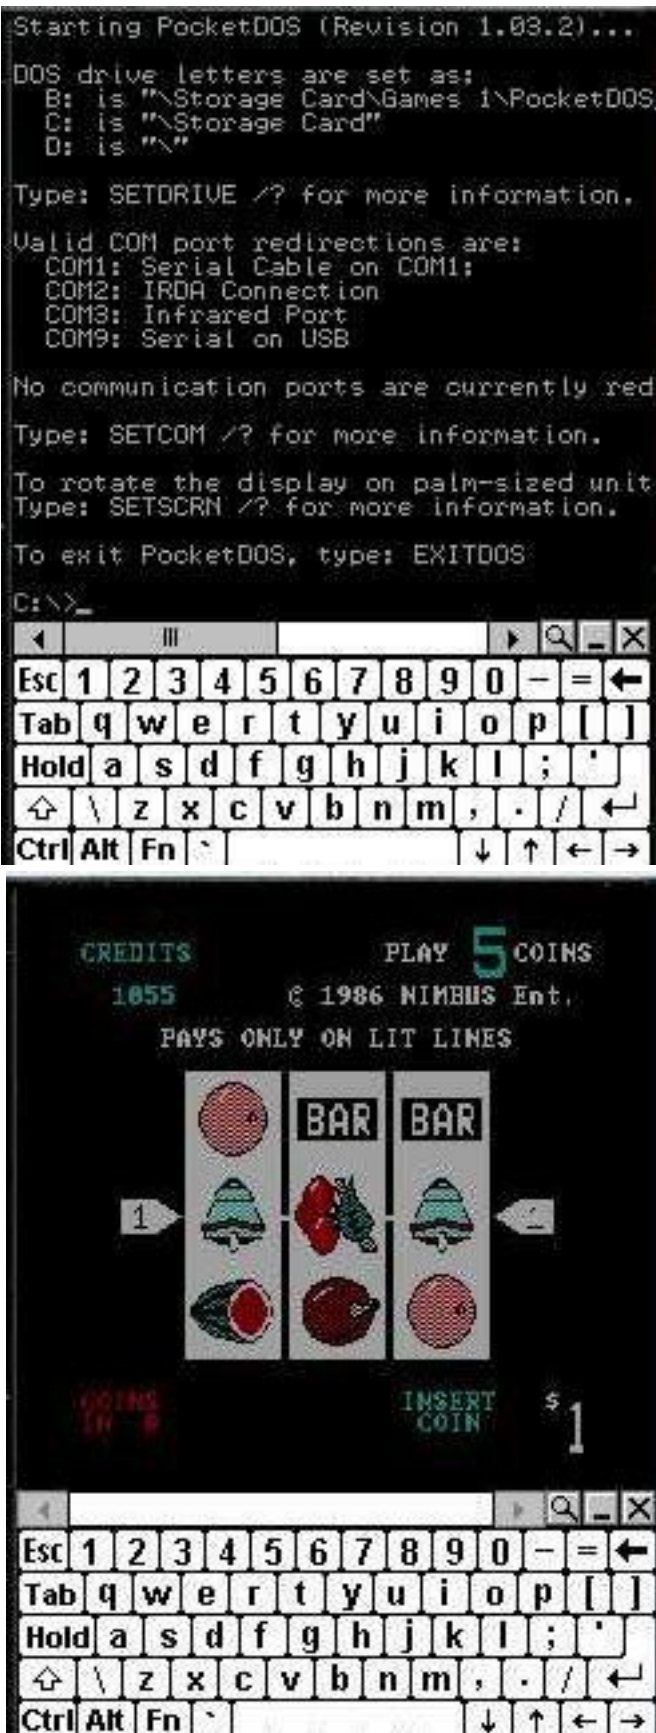 Starting PocketDOS (Revision 1.03.2)...
DOS drive letters are set as:
B: is "\Storage Card\Games 1\PocketDOS
C: is "\Storage Card"
D: is "\"
Type: SETDRIVE /? for more information.
Valid COM port redirections are:
COM1: Serial Cable on COM1:
COM2: IRDA Connection
COM3: Infrared Port
COM9: Serial on USB
No communication ports are currently red
Type: SETCOM /? for more information.
To rotate the display on palm-sized unit
Type: SETSCRN /? for more information.
To exit PocketDOS, type: EXITDOS
C:\>_
Esc 1 2 3 4 5 6 7 8 9 0 - =
Tab q w e r t y u i o p [ ]
Hold a s d f g h j k l ; '
\ z x c v b n m , . /
Ctrl Alt Fn `
CREDITS PLAY 5 COINS
1055 © 1986 NIMBUS Ent.
PAYS ONLY ON LIT LINES
BAR BAR
1 1
COINS INSERT $1
IN 0 COIN
Esc 1 2 3 4 5 6 7 8 9 0 - =
Tab q w e r t y u i o p [ ]
Hold a s d f g h j k l ; '
\ z x c v b n m , . /
Ctrl Alt Fn `